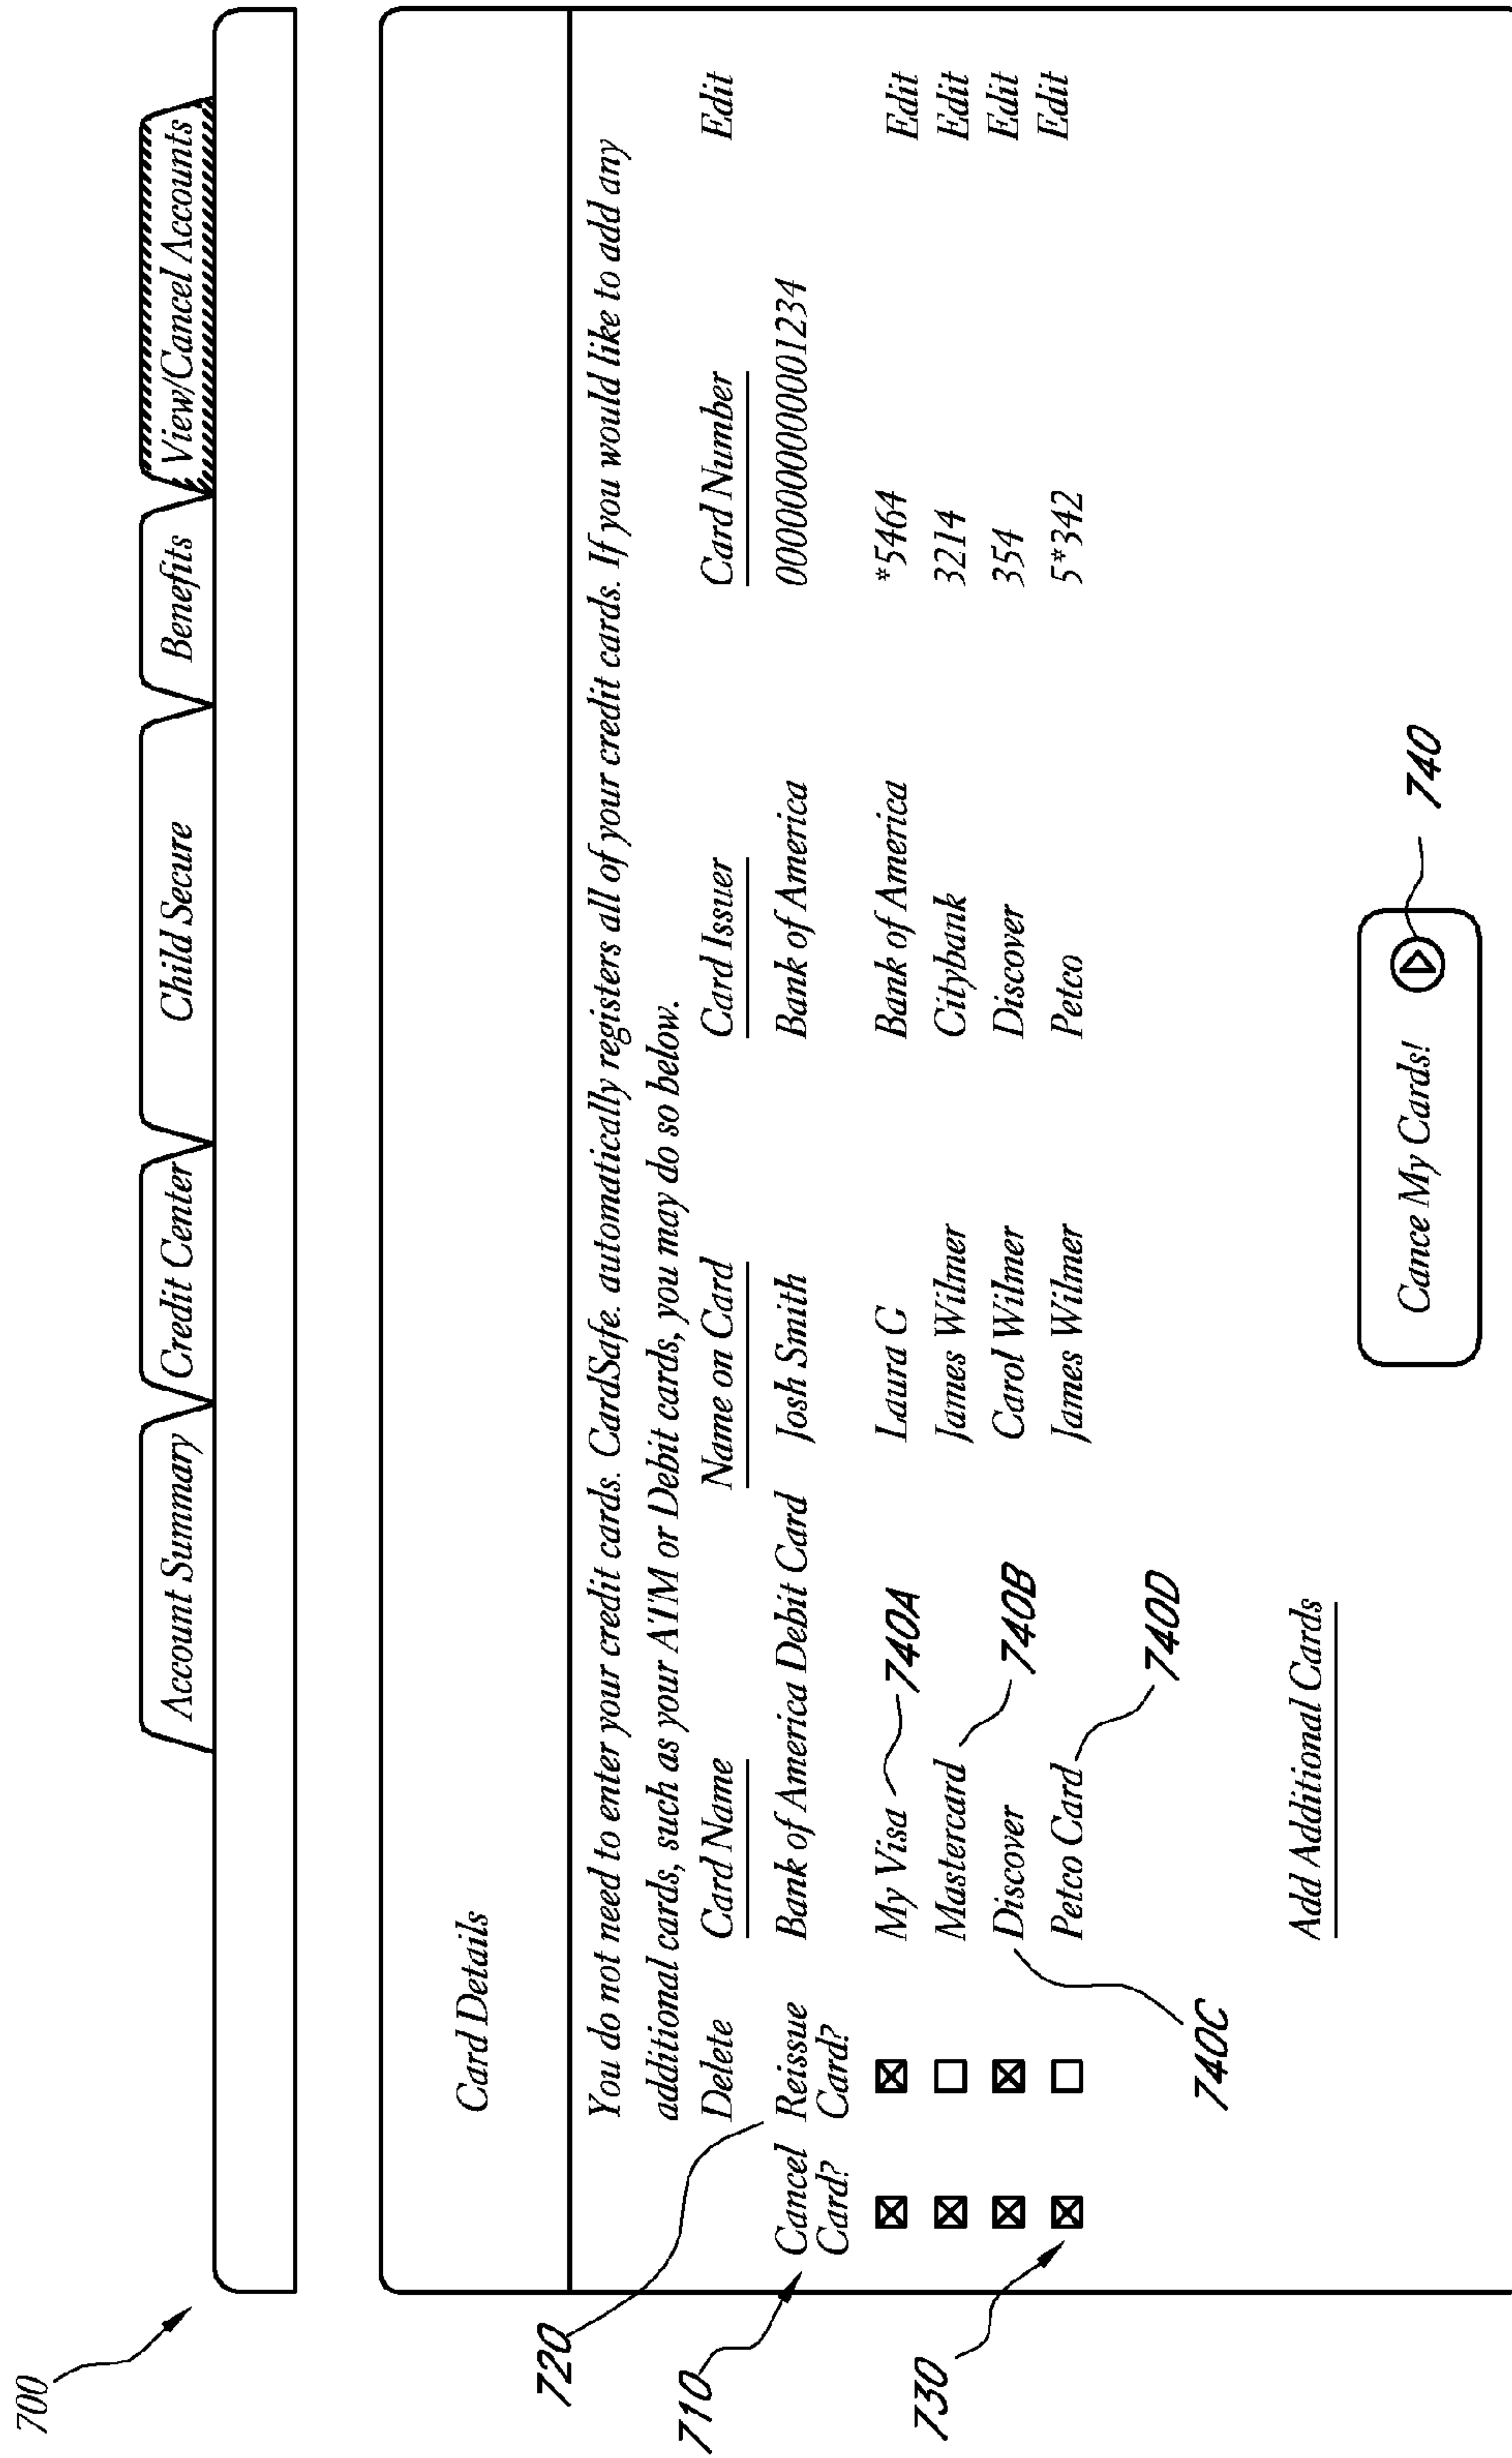 700
Account Summary Credit Center Child Secure Benefits View/Cancel Accounts
Card Details
You do not need to enter your credit cards. CardSafe. automatically registers all of your credit cards. If you would like to add any
additional cards, such as your ATM or Debit cards, you may do so below.
720
Delete Card Name Name on Card Card Issuer Card Number Edit
710
Cancel Card? Reissue Card? Bank of America Debit Card Josh Smith Bank of America 0000000000001234
My Visa 740A Laura G Bank of America *5464 Edit
730
Mastercard 740B James Wilmer Citybank 3214 Edit
Discover Carol Wilmer Discover 354 Edit
Petco Card 740D James Wilmer Petco 5*342 Edit
740C
Add Additional Cards
Cance My Cards! 740